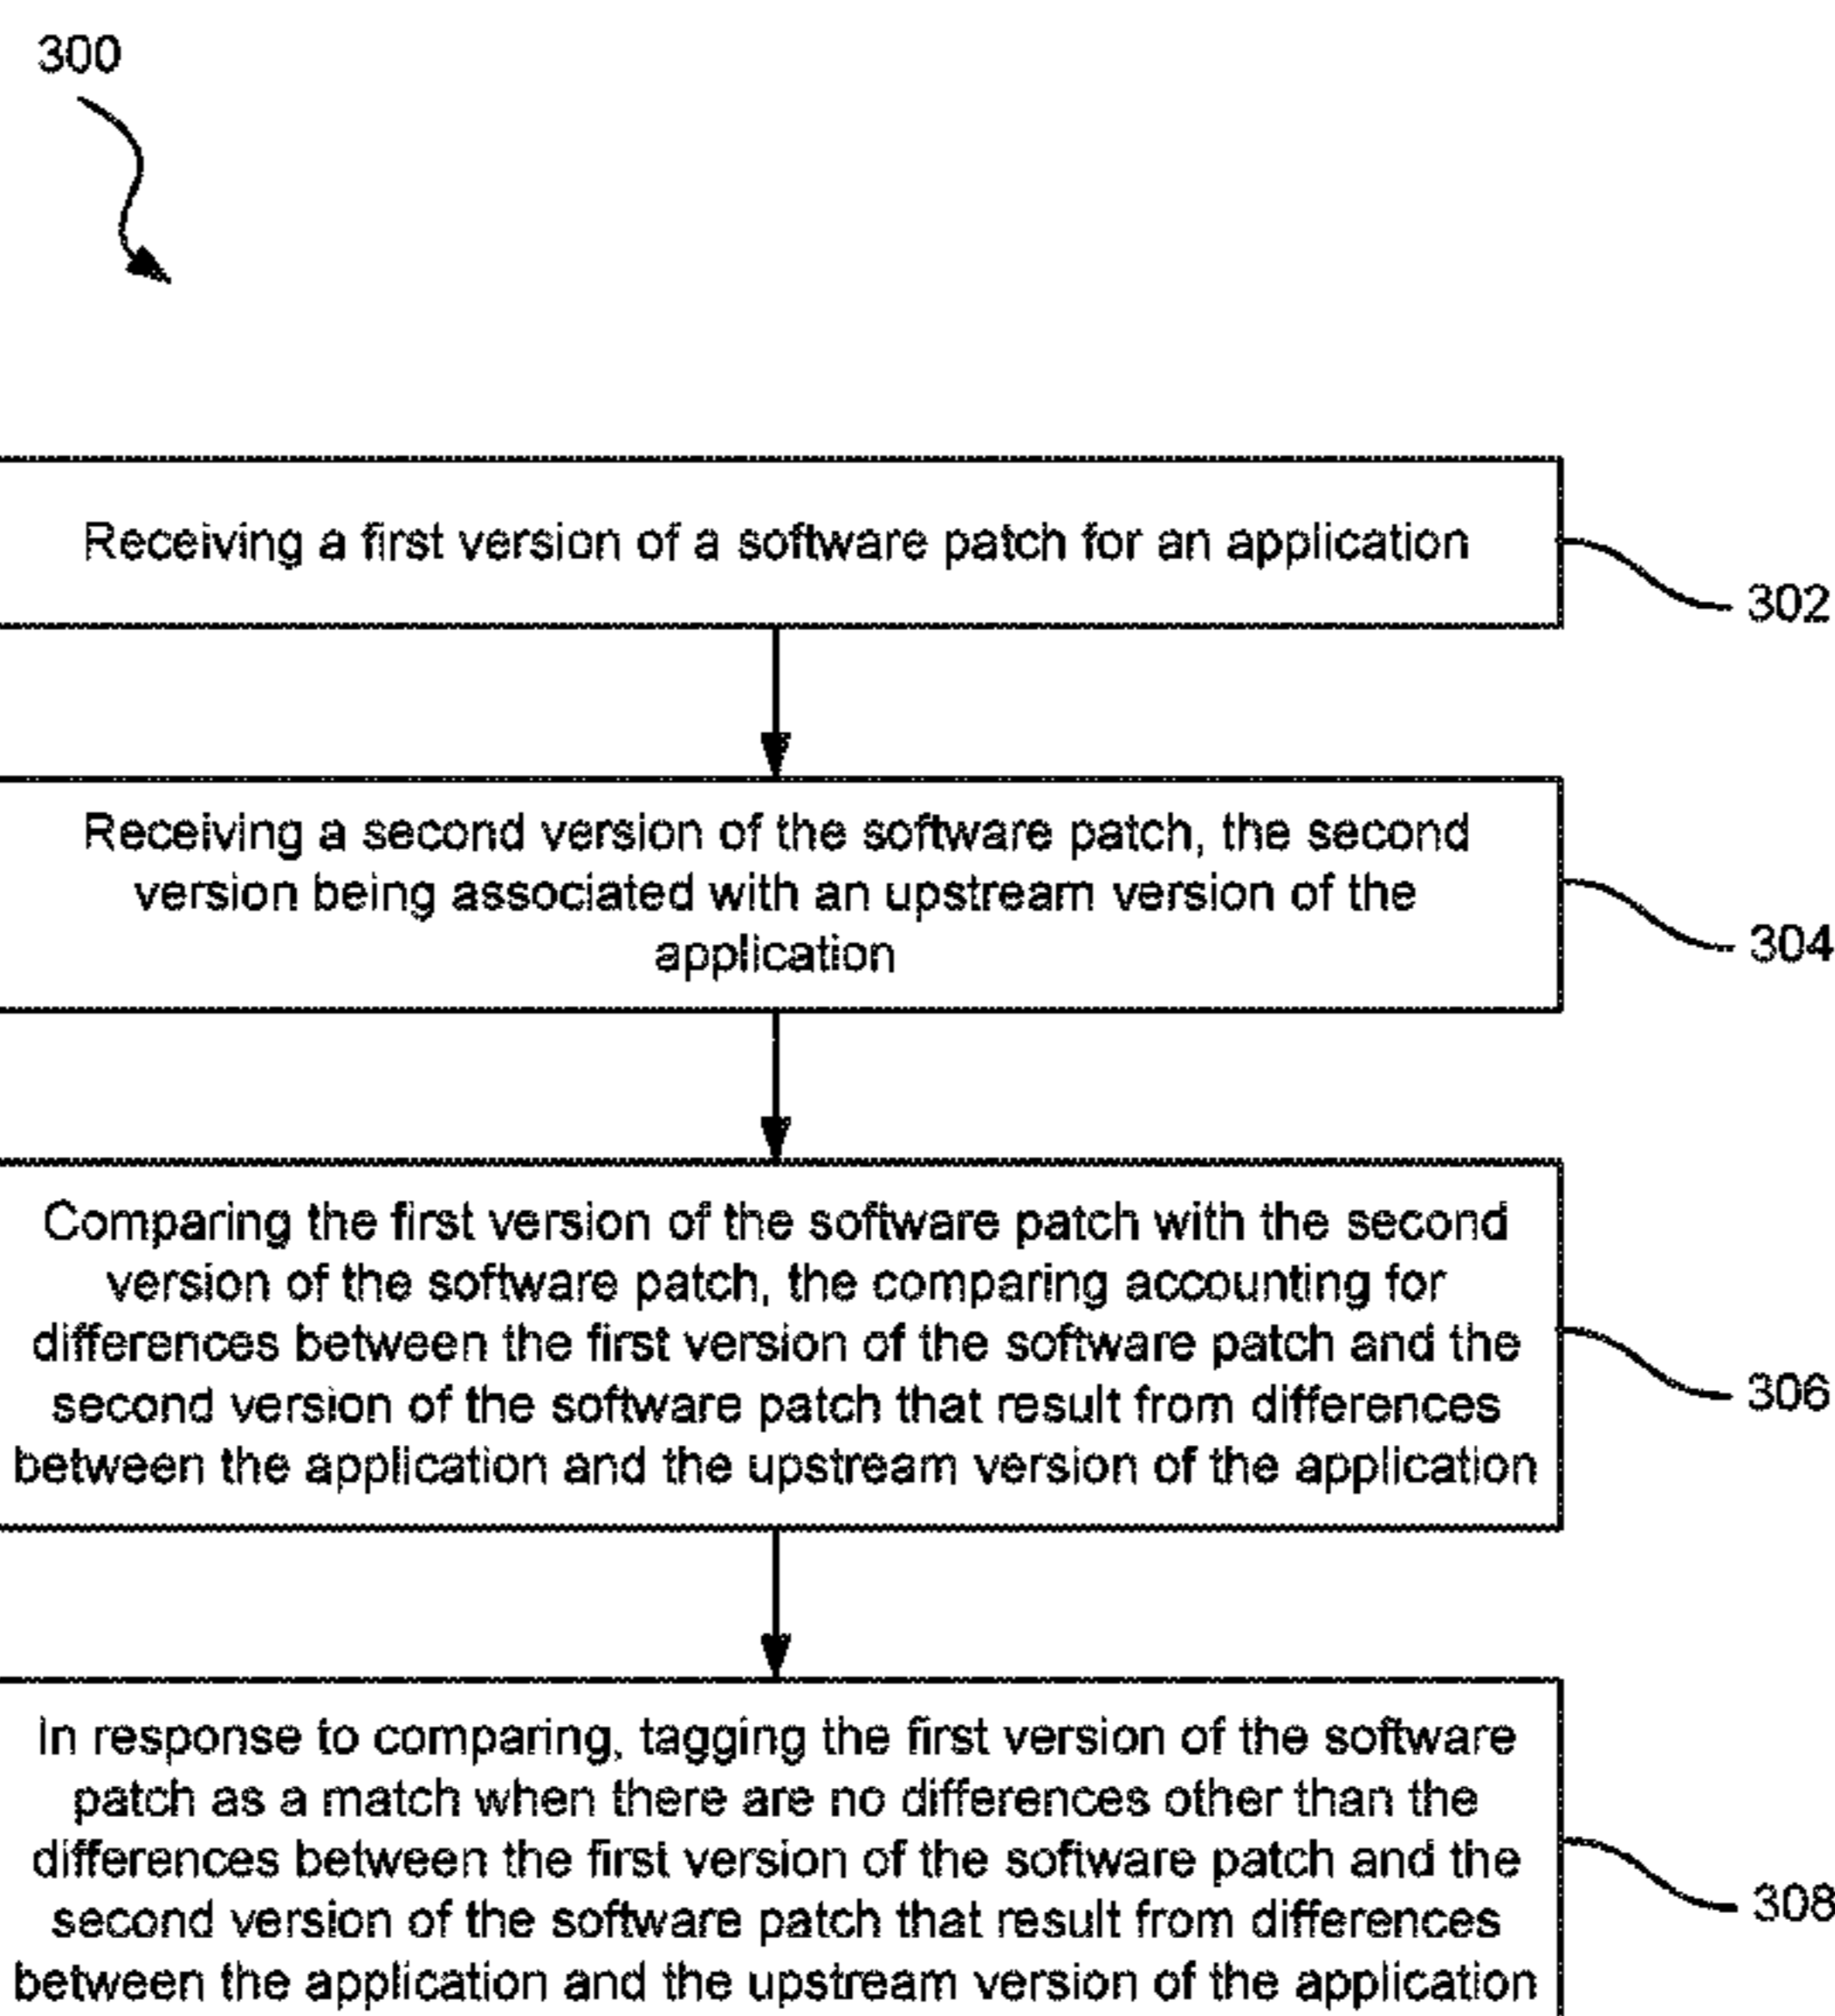 300
Receiving a first version of a software patch for an application
302
Receiving a second version of the software patch, the second
version being associated with an upstream version of the
application
304
Comparing the first version of the software patch with the second
version of the software patch, the comparing accounting for
differences between the first version of the software patch and the
second version of the software patch that result from differences
between the application and the upstream version of the application
306
In response to comparing, tagging the first version of the software
patch as a match when there are no differences other than the
differences between the first version of the software patch and the
second version of the software patch that result from differences
between the application and the upstream version of the application
308